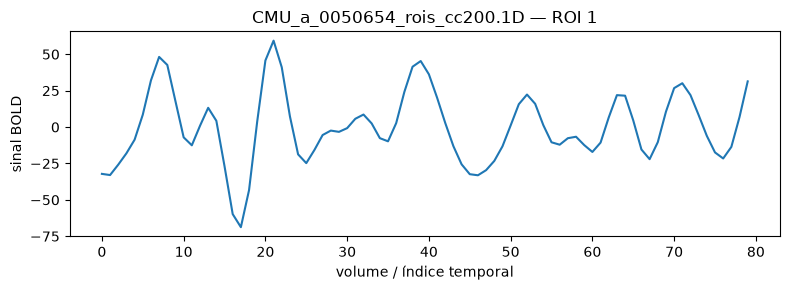 CMU_a_0050654_rois_cc200.1D — ROI 1
sinal BOLD
50
25
0
−25
−50
−75
0 10 20 30 40 50 60 70 80
volume / índice temporal